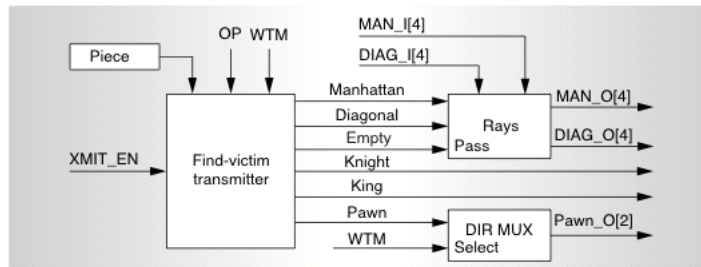 MAN_I[4]
OP WTM
DIAG_I[4]
Piece
Manhattan
MAN_O[4]
Diagonal
Rays
Empty
Pass
DIAG_O[4]
XMIT_EN
Find-victim
transmitter
Knight
King
Pawn
DIR MUX
Pawn_O[2]
WTM
Select